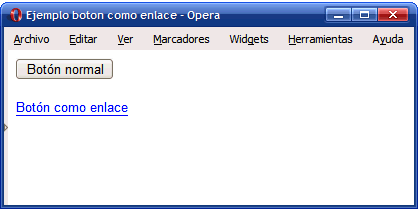 Ejemplo boton como enlace - Opera
Archivo Editar Ver Marcadores Widgets Herramientas Ayuda
Botón normal
Botón como enlace